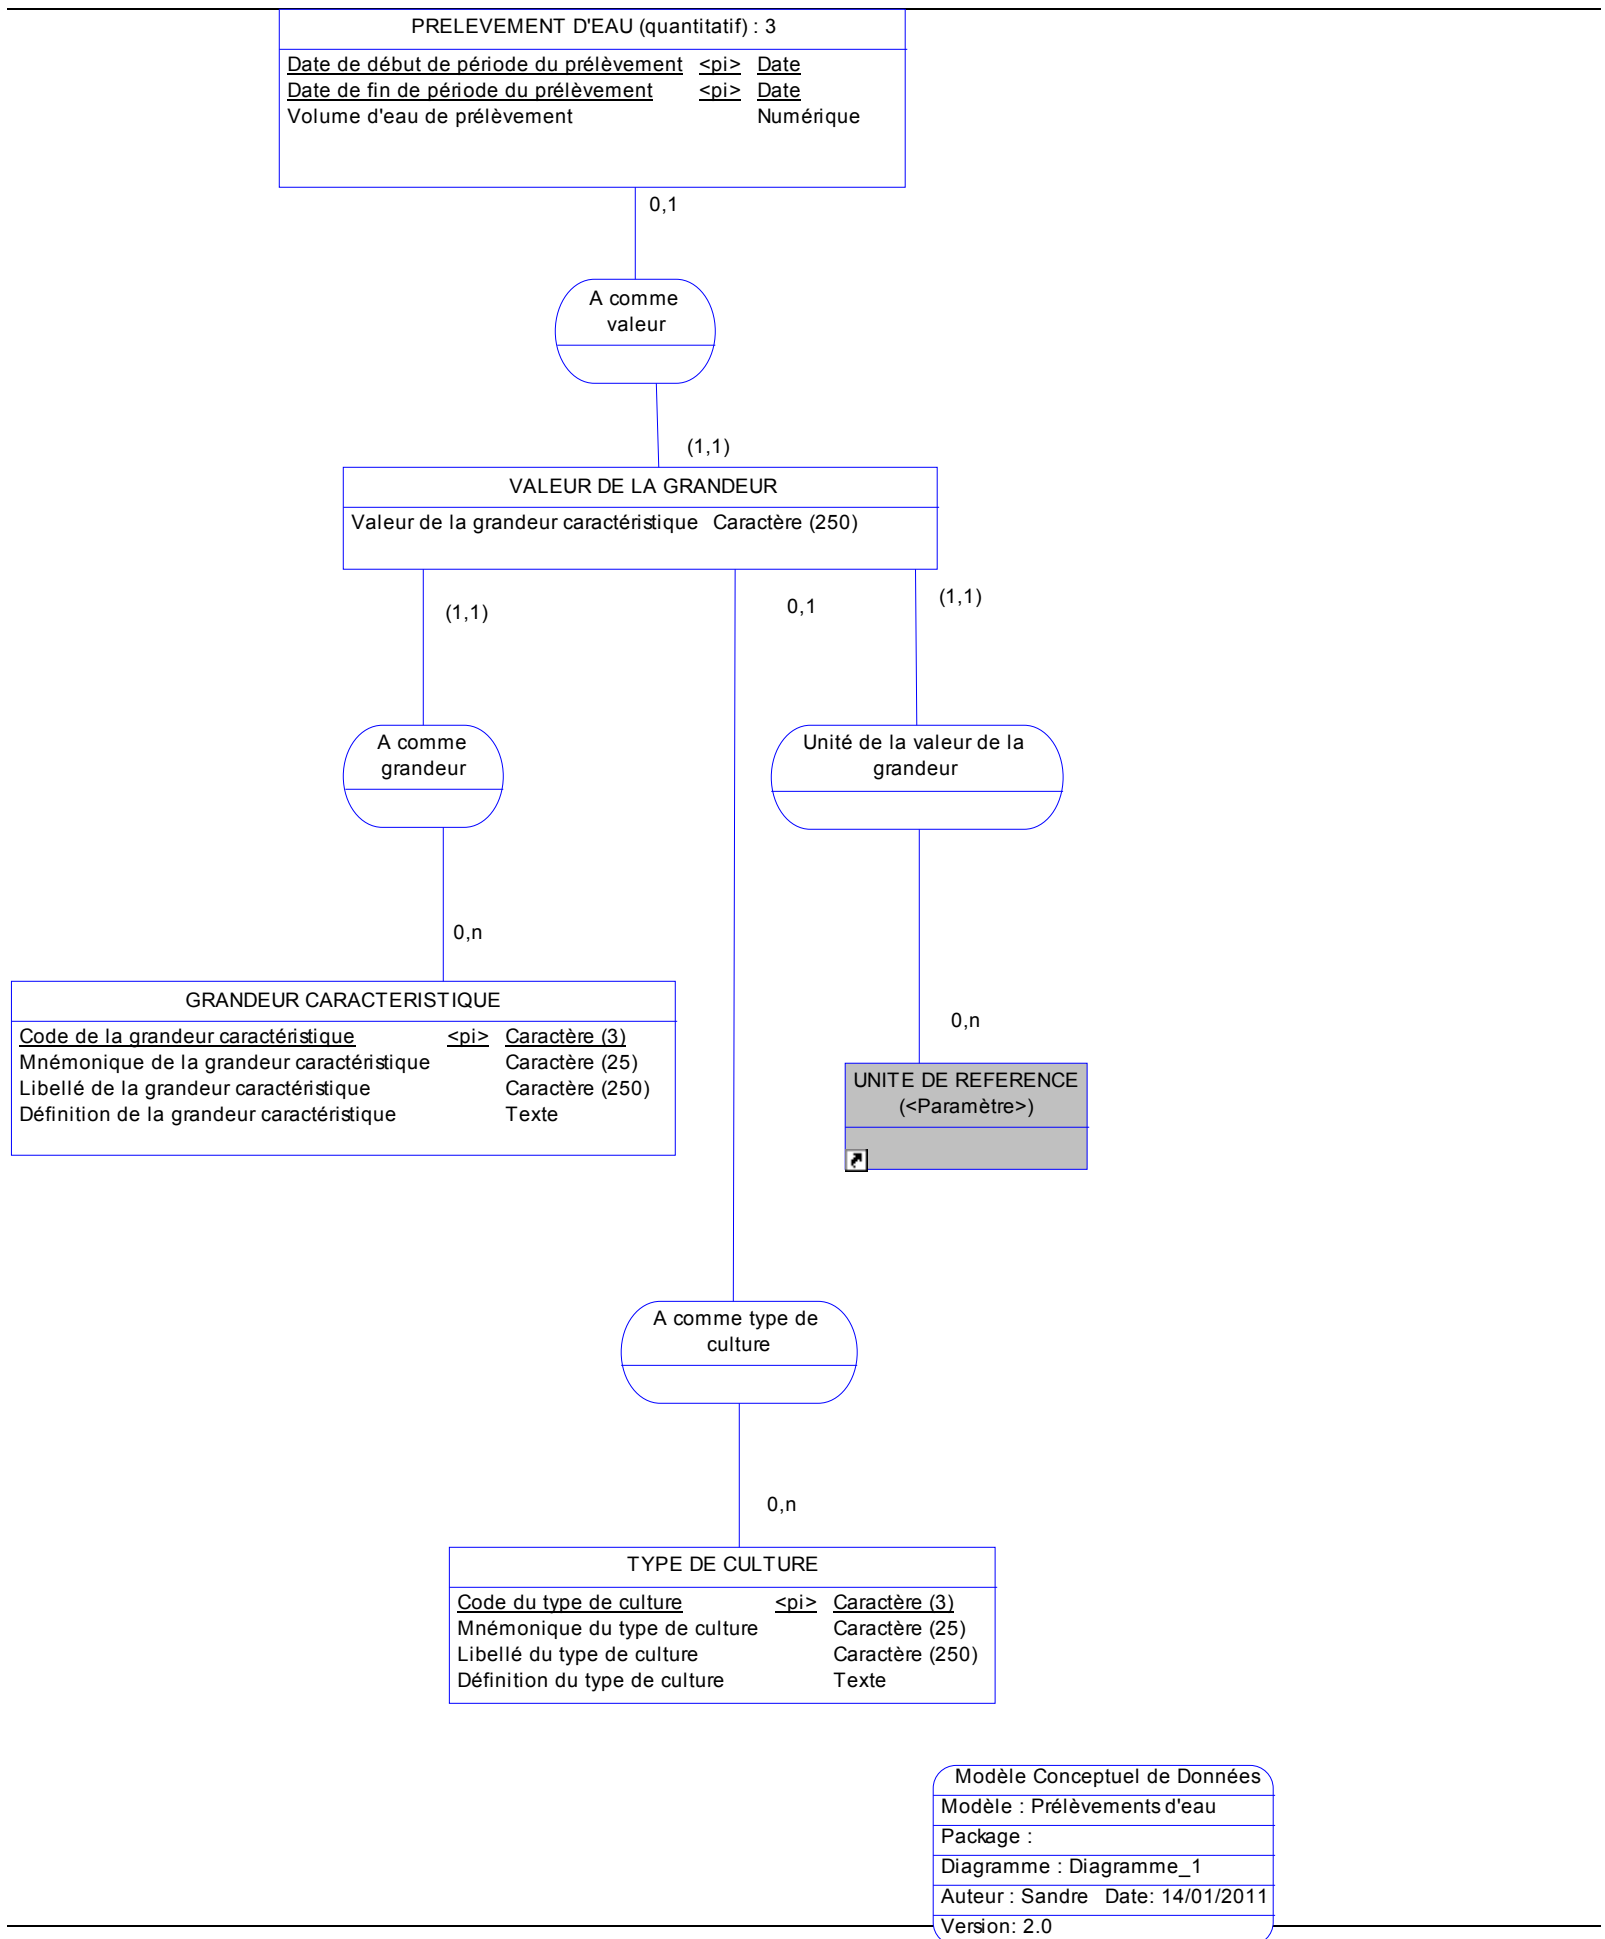 PRELEVEMENT D'EAU (quantitatif) : 3
Date de début de période du prélèvement <pi> Date
Date de fin de période du prélèvement <pi> Date
Volume d'eau de prélèvement Numérique
0,1
A comme
valeur
(1,1)
VALEUR DE LA GRANDEUR
Valeur de la grandeur caractéristique Caractère (250)
(1,1)
0,1
(1,1)
A comme
grandeur
Unité de la valeur de la
grandeur
0,n
GRANDEUR CARACTERISTIQUE
Code de la grandeur caractéristique <pi> Caractère (3)
Mnémonique de la grandeur caractéristique Caractère (25)
Libellé de la grandeur caractéristique Caractère (250)
Définition de la grandeur caractéristique Texte
0,n
UNITE DE REFERENCE
(<Paramètre>)
A comme type de
culture
0,n
TYPE DE CULTURE
Code du type de culture <pi> Caractère (3)
Mnémonique du type de culture Caractère (25)
Libellé du type de culture Caractère (250)
Définition du type de culture Texte
Modèle Conceptuel de Données
Modèle : Prélèvements d'eau
Package :
Diagramme : Diagramme_1
Auteur : Sandre Date: 14/01/2011
Version: 2.0